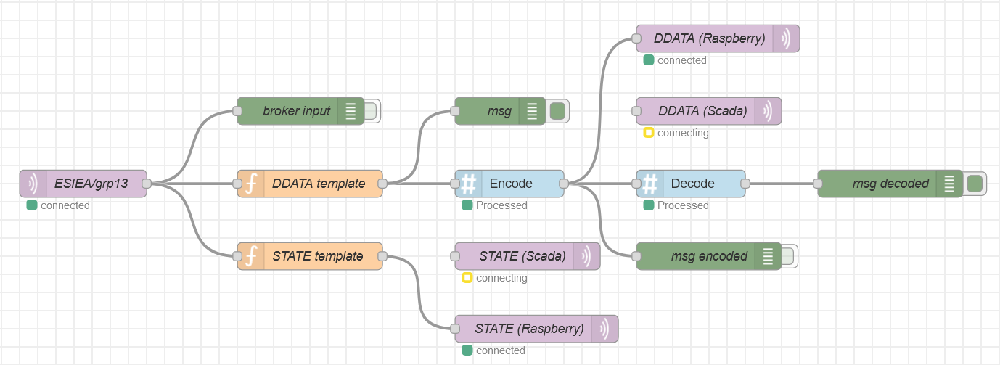 DDATA (Raspberry)
connected
broker input
msg
DDATA (Scada)
connecting
ESIEA/grp13
connected
DDATA template
Encode
Processed
Decode
Processed
msg decoded
STATE template
STATE (Scada)
connecting
msg encoded
STATE (Raspberry)
connected